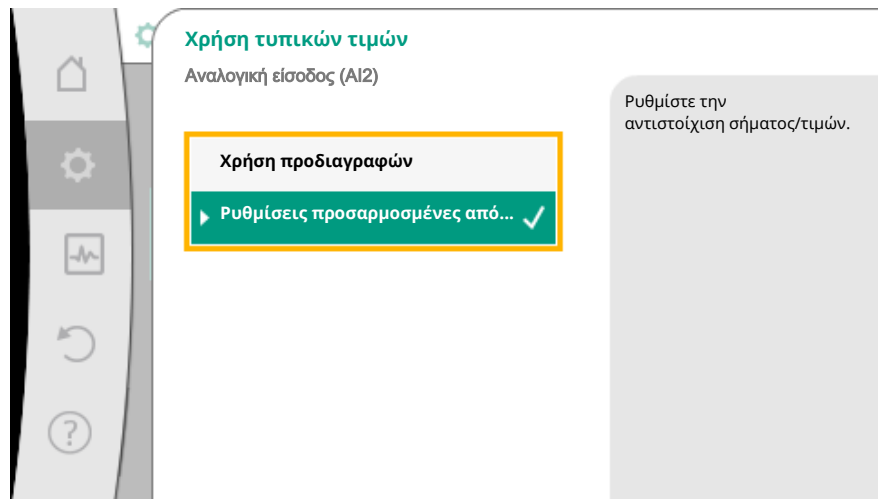 Χρήση τυπικών τιμών
Αναλογική είσοδος (AI2)
Ρυθμίστε την
αντιστοίχιση σήματος/τιμών.
Χρήση προδιαγραφών
Ρυθμίσεις προσαρμοσμένες από...
?